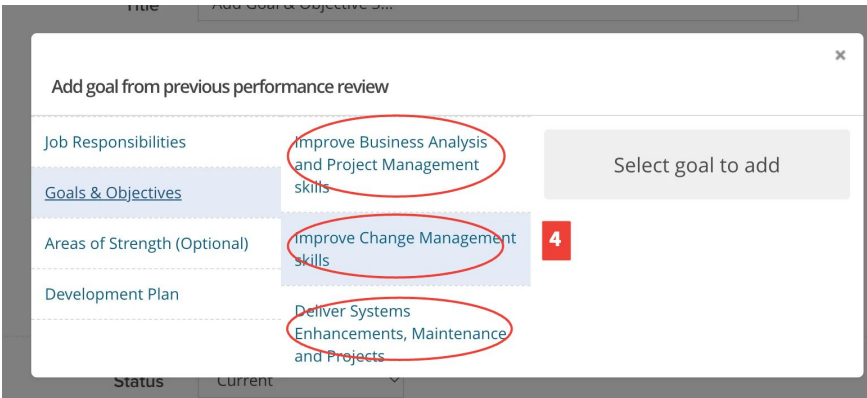 Title
Add Goal & Objective S...
×
Add goal from previous performance review
Job Responsibilities
Goals & Objectives
Areas of Strength (Optional)
Development Plan
Improve Business Analysis
and Project Management
skills
Improve Change Management
skills
Deliver Systems
Enhancements, Maintenance
and Projects
Select goal to add
4
Status
Current